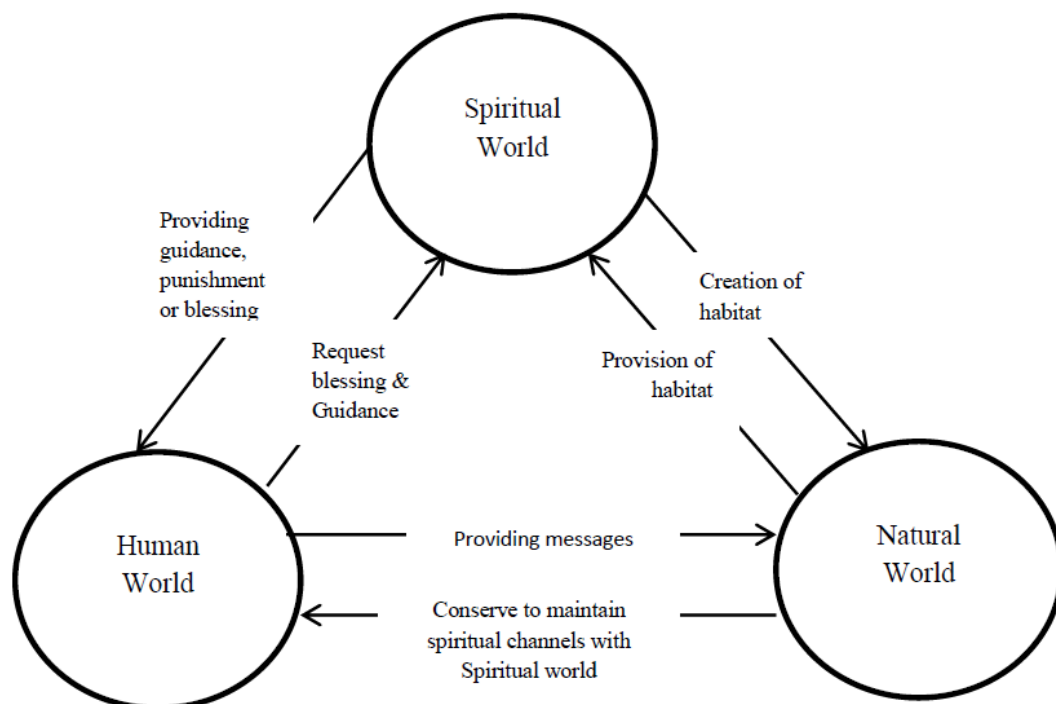 Spiritual
World
Providing
guidance,
punishment
or blessing
Creation of
habitat
Request
blessing &
Guidance
Provision of
habitat
Human
World
Providing messages
Natural
World
Conserve to maintain
spiritual channels with
Spiritual world